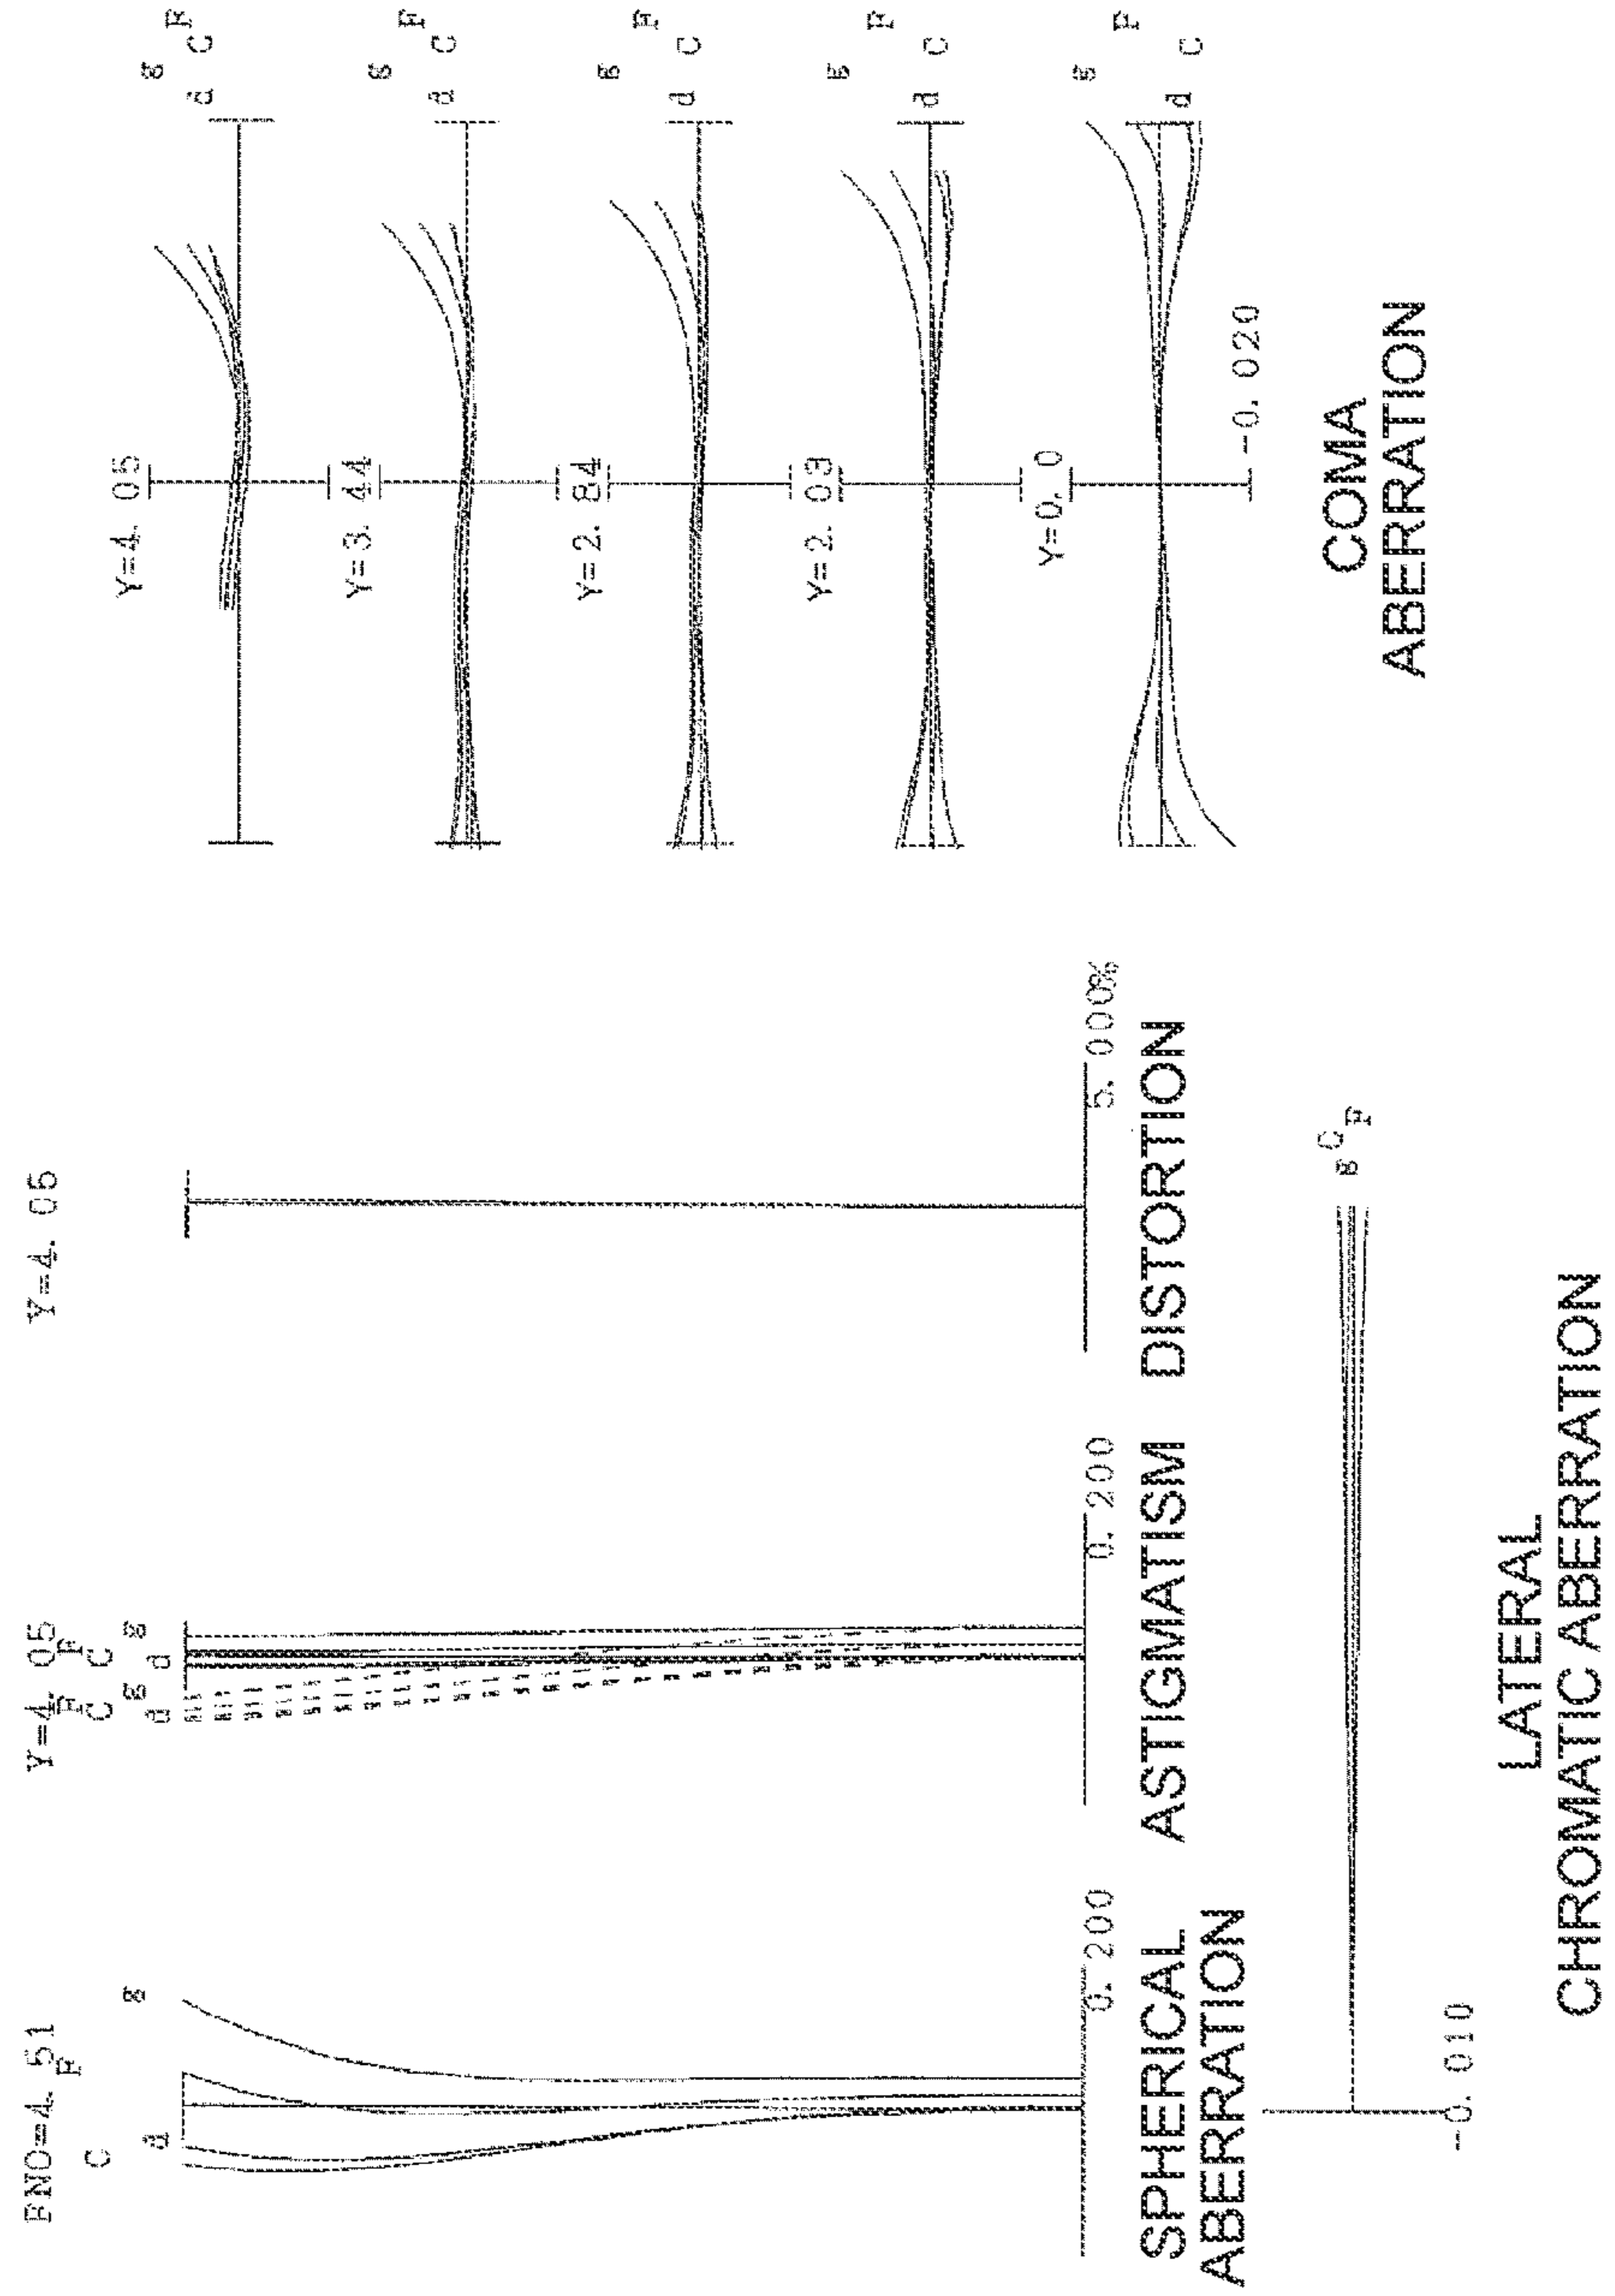 FNO=4.51
F
C
d
g
SPHERICAL
ABERRATION
0.200
Y=4.05
F
F
C
C
g
g
d
d
ASTIGMATISM
0.200
Y=4.05
DISTORTION
5.000%
-0.010
g
C
F
LATERAL
CHROMATIC ABERRATION
Y=4.05
g
F
C
d
Y=3.44
g
F
C
d
Y=2.84
g
F
C
d
Y=2.03
g
F
C
d
Y=0.0
g
F
C
d
-0.020
COMA
ABERRATION